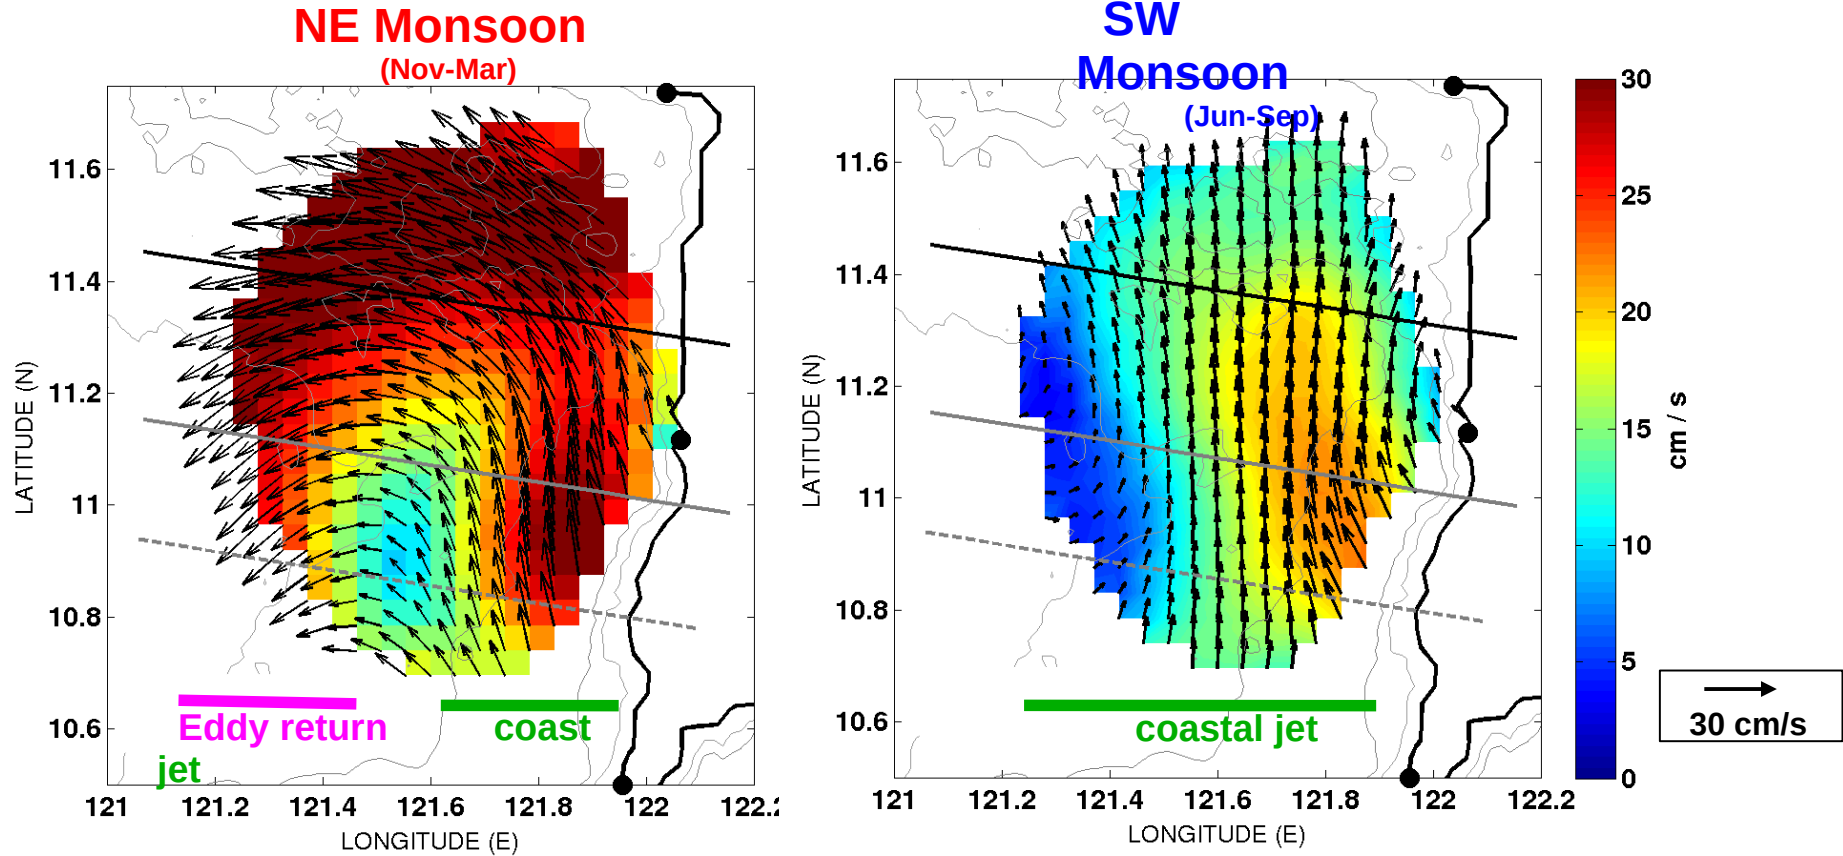 NE Monsoon
(Nov-Mar)
11.6
11.4
11.2
11
10.8
10.6
LATITUDE (N)
Eddy return
coast
jet
121
121.2
121.4
121.6
121.8
122
122.2
LONGITUDE (E)
SW
Monsoon
(Jun-Sep)
11.6
11.4
11.2
11
10.8
10.6
LATITUDE (N)
coastal jet
121
121.2
121.4
121.6
121.8
122
122.2
LONGITUDE (E)
30
25
20
15
10
5
0
cm / s
30 cm/s